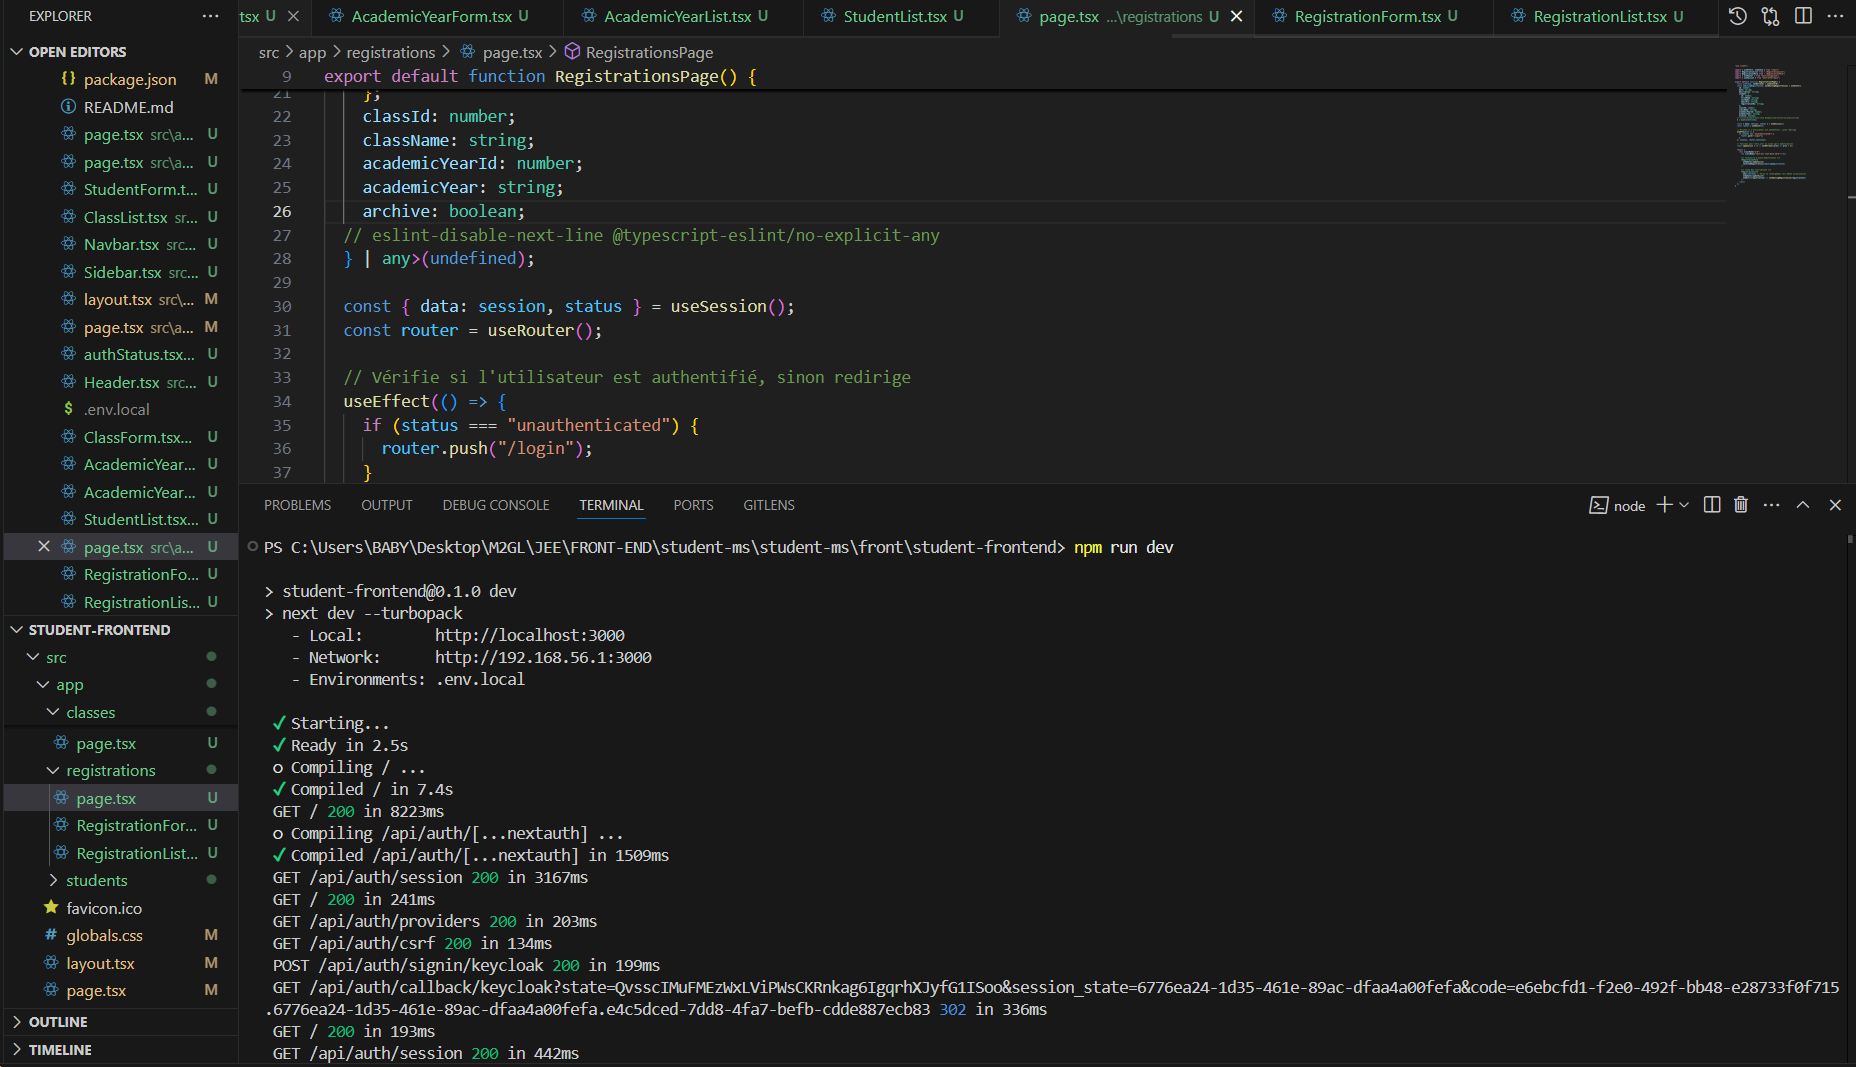 EXPLORER
OPEN EDITORS
package.json M
README.md
page.tsx src\a... U
page.tsx src\a... U
StudentForm.t... U
ClassList.tsx sr... U
Navbar.tsx src... U
Sidebar.tsx src... U
layout.tsx src\... M
page.tsx src\a... M
authStatus.tsx... U
Header.tsx src... U
.env.local
ClassForm.tsx... U
AcademicYear... U
AcademicYear... U
StudentList.tsx... U
page.tsx src\a... U
RegistrationFo... U
RegistrationLis... U
STUDENT-FRONTEND
src
app
classes
page.tsx U
registrations
page.tsx U
RegistrationFor... U
RegistrationList... U
students
favicon.ico
globals.css M
layout.tsx M
page.tsx M
OUTLINE
TIMELINE
tsx U AcademicYearForm.tsx U AcademicYearList.tsx U StudentList.tsx U page.tsx ...\registrations U RegistrationForm.tsx U RegistrationList.tsx U
src > app > registrations > page.tsx > RegistrationsPage
9 export default function RegistrationsPage() {
21 };
22 classId: number;
23 className: string;
24 academicYearId: number;
25 academicYear: string;
26 archive: boolean;
27 // eslint-disable-next-line @typescript-eslint/no-explicit-any
28 } | any>(undefined);
29
30 const { data: session, status } = useSession();
31 const router = useRouter();
32
33 // Vérifie si l'utilisateur est authentifié, sinon redirige
34 useEffect(() => {
35 if (status === "unauthenticated") {
36 router.push("/login");
37 }
PROBLEMS OUTPUT DEBUG CONSOLE TERMINAL PORTS GITLENS
node
PS C:\Users\BABY\Desktop\M2GL\JEE\FRONT-END\student-ms\student-ms\front\student-frontend> npm run dev
> student-frontend@0.1.0 dev
> next dev --turbopack
- Local: http://localhost:3000
- Network: http://192.168.56.1:3000
- Environments: .env.local
✓ Starting...
✓ Ready in 2.5s
○ Compiling / ...
✓ Compiled / in 7.4s
GET / 200 in 8223ms
○ Compiling /api/auth/[...nextauth] ...
✓ Compiled /api/auth/[...nextauth] in 1509ms
GET /api/auth/session 200 in 3167ms
GET / 200 in 241ms
GET /api/auth/providers 200 in 203ms
GET /api/auth/csrf 200 in 134ms
POST /api/auth/signin/keycloak 200 in 199ms
GET /api/auth/callback/keycloak?state=QvsscIMuFMEzWxLViPWsCKRnkag6IgqrhXJyfG1ISoo&session_state=6776ea24-1d35-461e-89ac-dfaa4a00fefa&code=e6ebcfd1-f2e0-492f-bb48-e28733f0f715
.6776ea24-1d35-461e-89ac-dfaa4a00fefa.e4c5dced-7dd8-4fa7-befb-cdde887ecb83 302 in 336ms
GET / 200 in 193ms
GET /api/auth/session 200 in 442ms